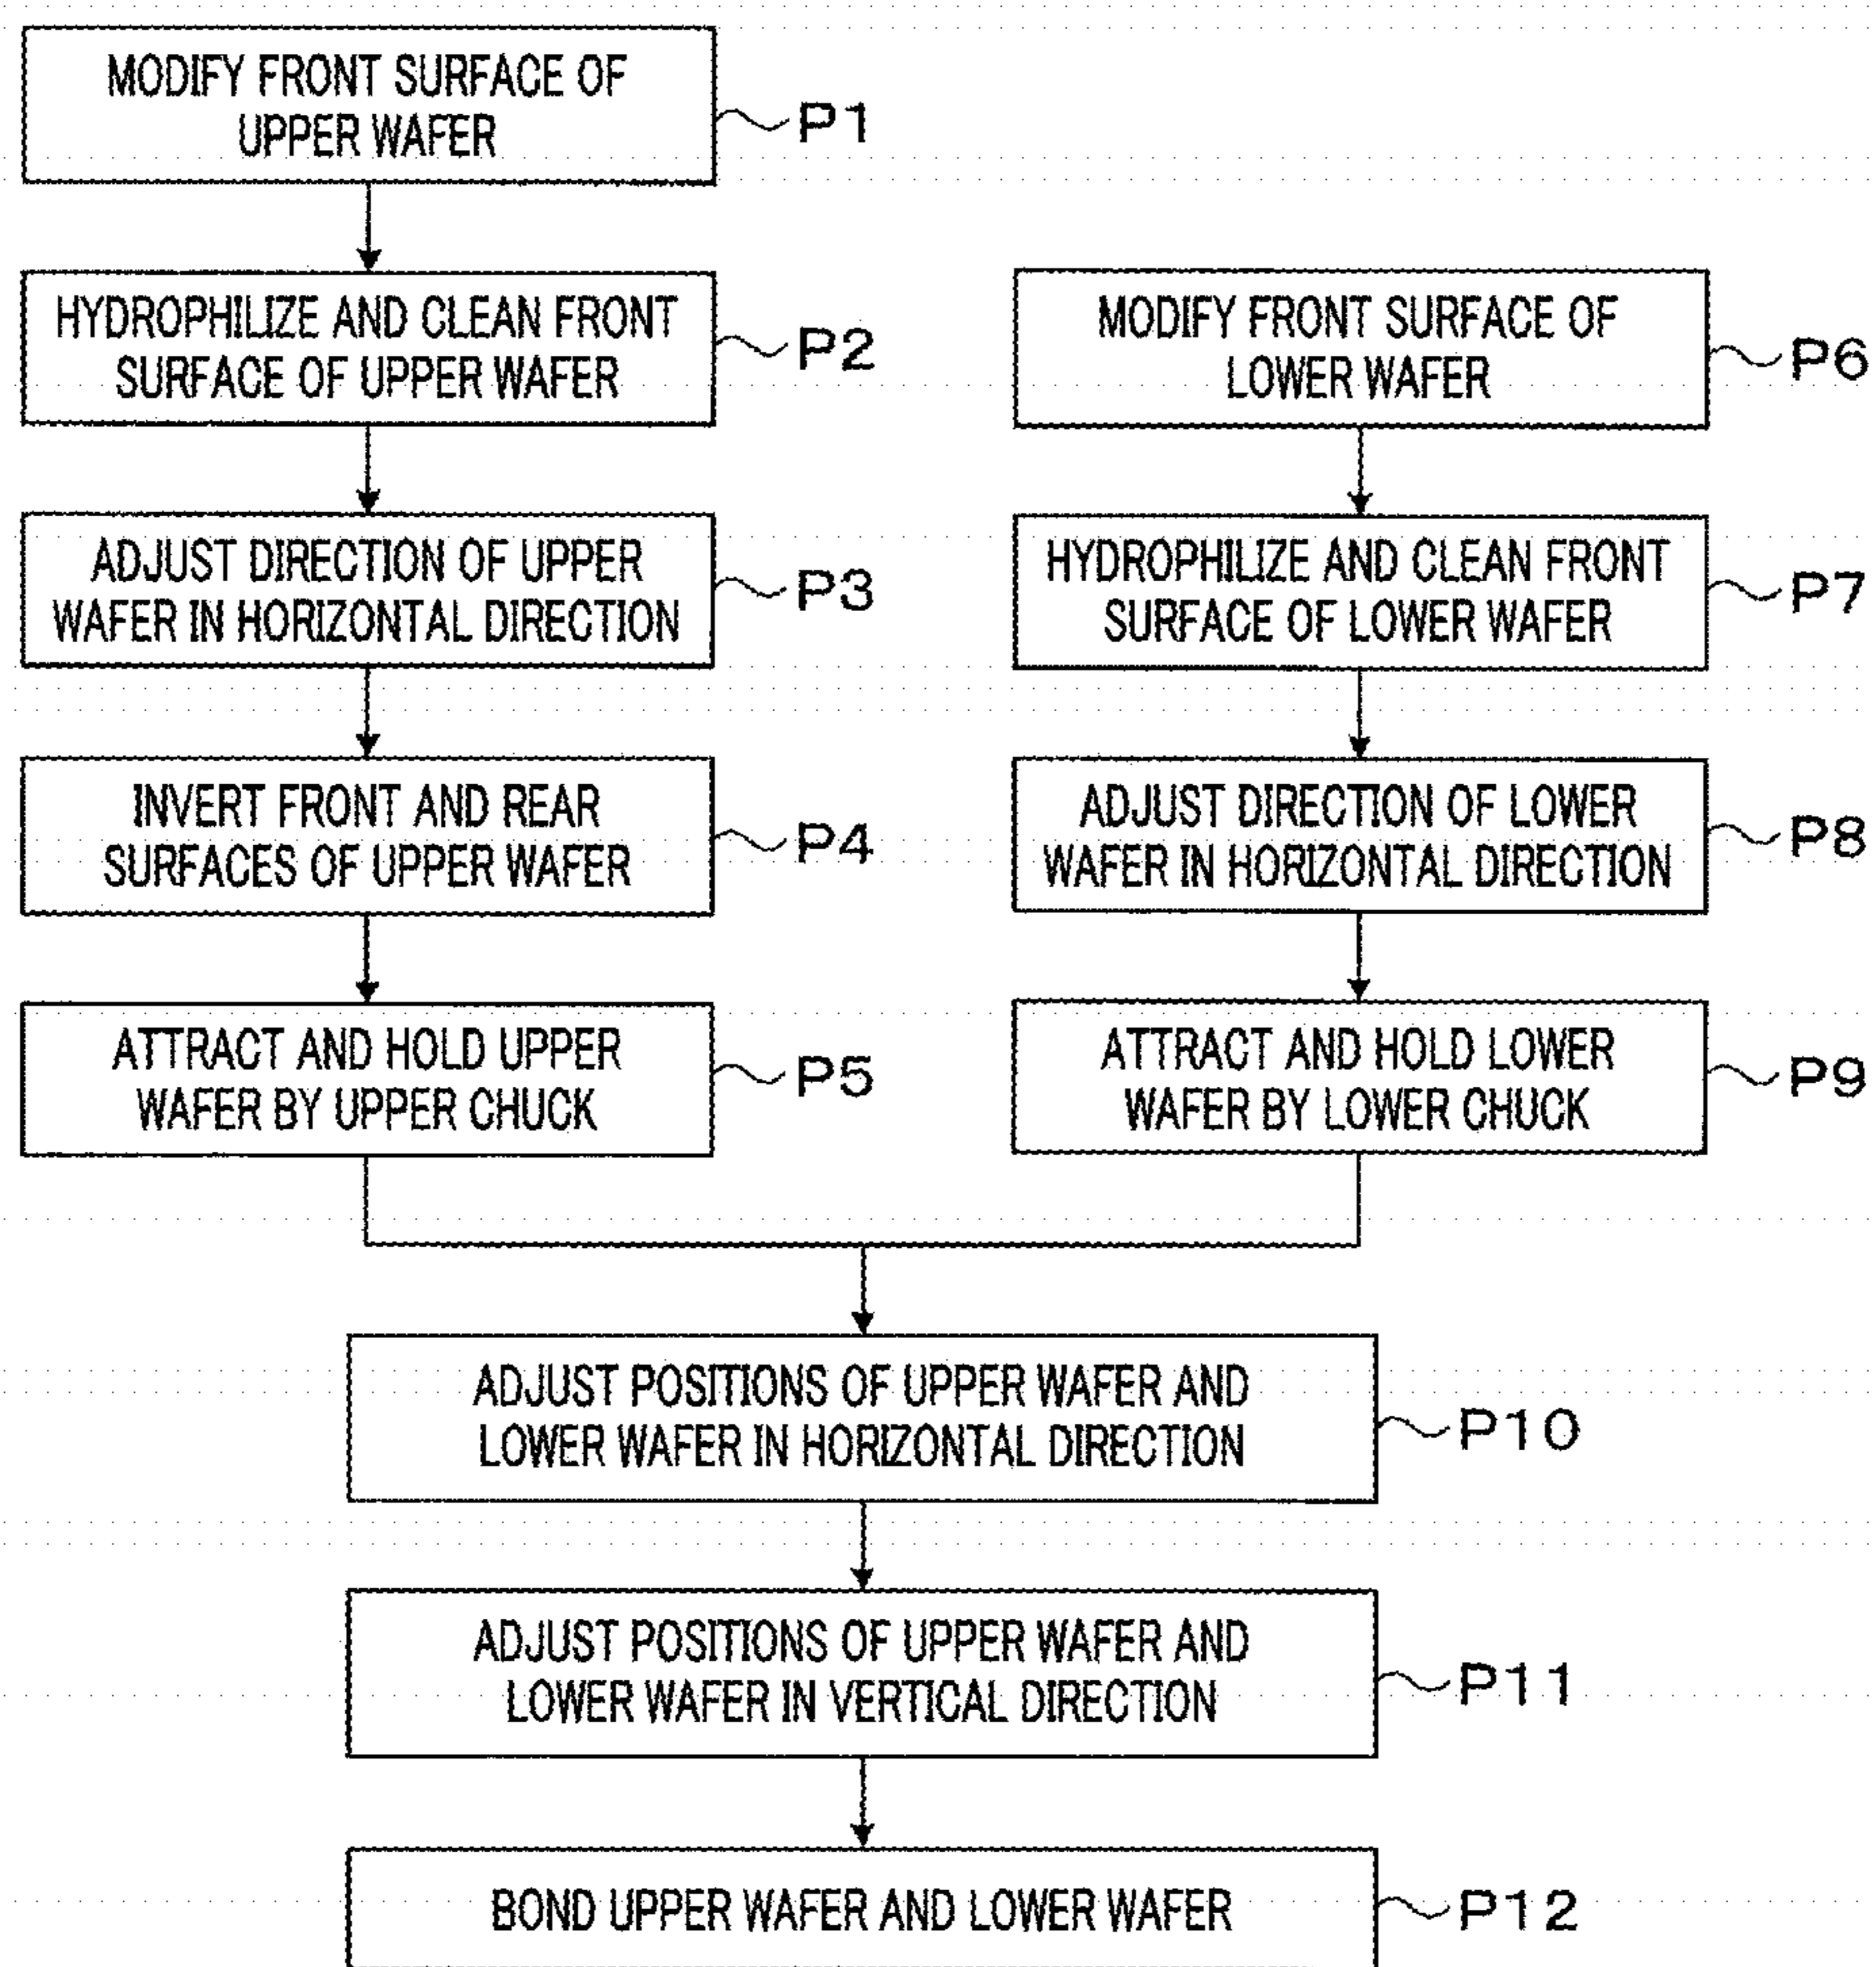 MODIFY FRONT SURFACE OF
UPPER WAFER
P1
HYDROPHILIZE AND CLEAN FRONT
SURFACE OF UPPER WAFER
P2
ADJUST DIRECTION OF UPPER
WAFER IN HORIZONTAL DIRECTION
P3
INVERT FRONT AND REAR
SURFACES OF UPPER WAFER
P4
ATTRACT AND HOLD UPPER
WAFER BY UPPER CHUCK
P5
MODIFY FRONT SURFACE OF
LOWER WAFER
P6
HYDROPHILIZE AND CLEAN FRONT
SURFACE OF LOWER WAFER
P7
ADJUST DIRECTION OF LOWER
WAFER IN HORIZONTAL DIRECTION
P8
ATTRACT AND HOLD LOWER
WAFER BY LOWER CHUCK
P9
ADJUST POSITIONS OF UPPER WAFER AND
LOWER WAFER IN HORIZONTAL DIRECTION
P10
ADJUST POSITIONS OF UPPER WAFER AND
LOWER WAFER IN VERTICAL DIRECTION
P11
BOND UPPER WAFER AND LOWER WAFER
P12